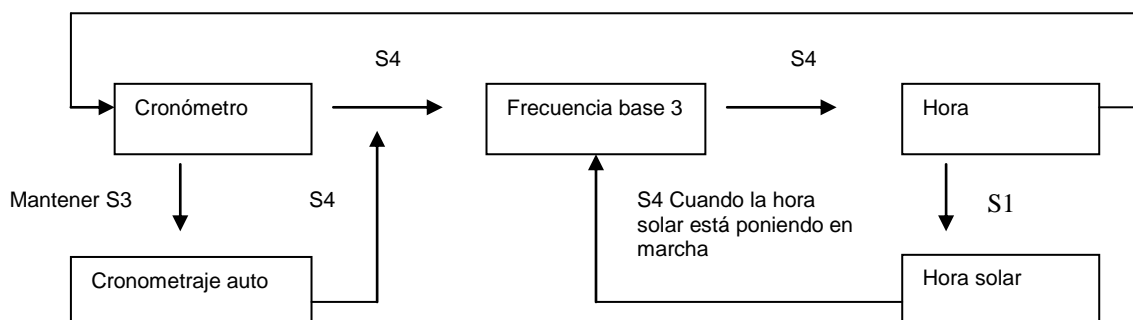 S4
S4
Cronómetro
Frecuencia base 3
Hora
Mantener S3
S4
S4 Cuando la hora
solar está poniendo en
marcha
S1
Cronometraje auto
Hora solar